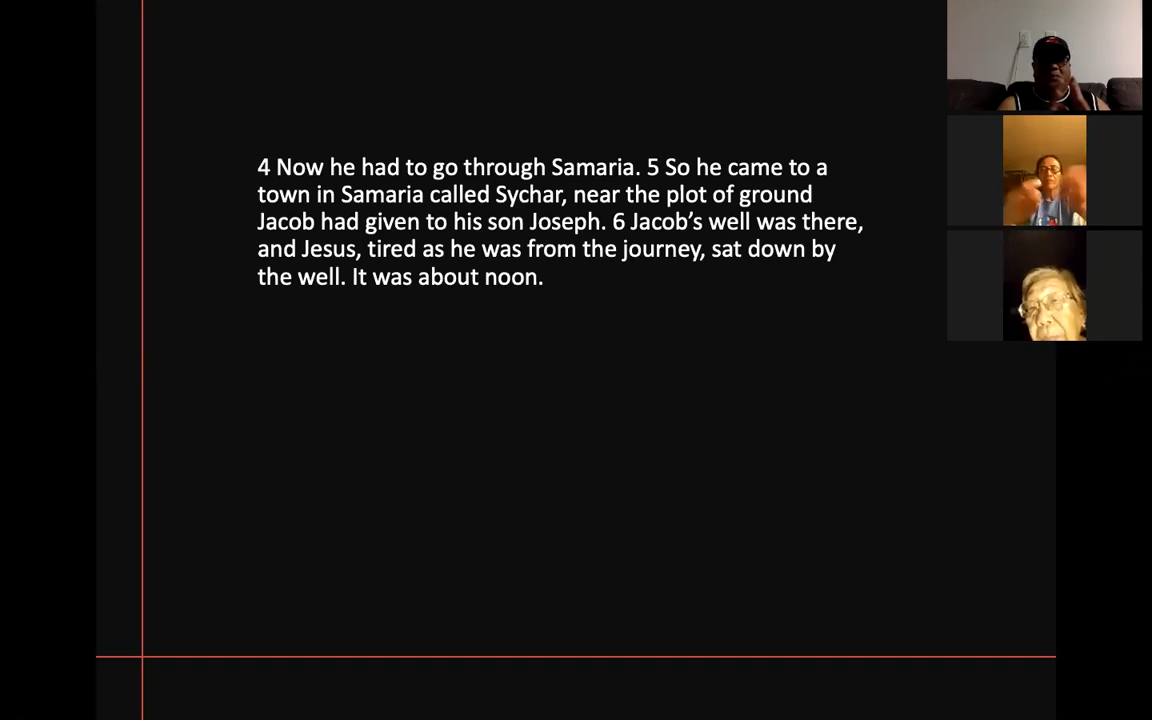 4 Now he had to go through Samaria. 5 So he came to a
town in Samaria called Sychar, near the plot of ground
Jacob had given to his son Joseph. 6 Jacob’s well was there,
and Jesus, tired as he was from the journey, sat down by
the well. It was about noon.